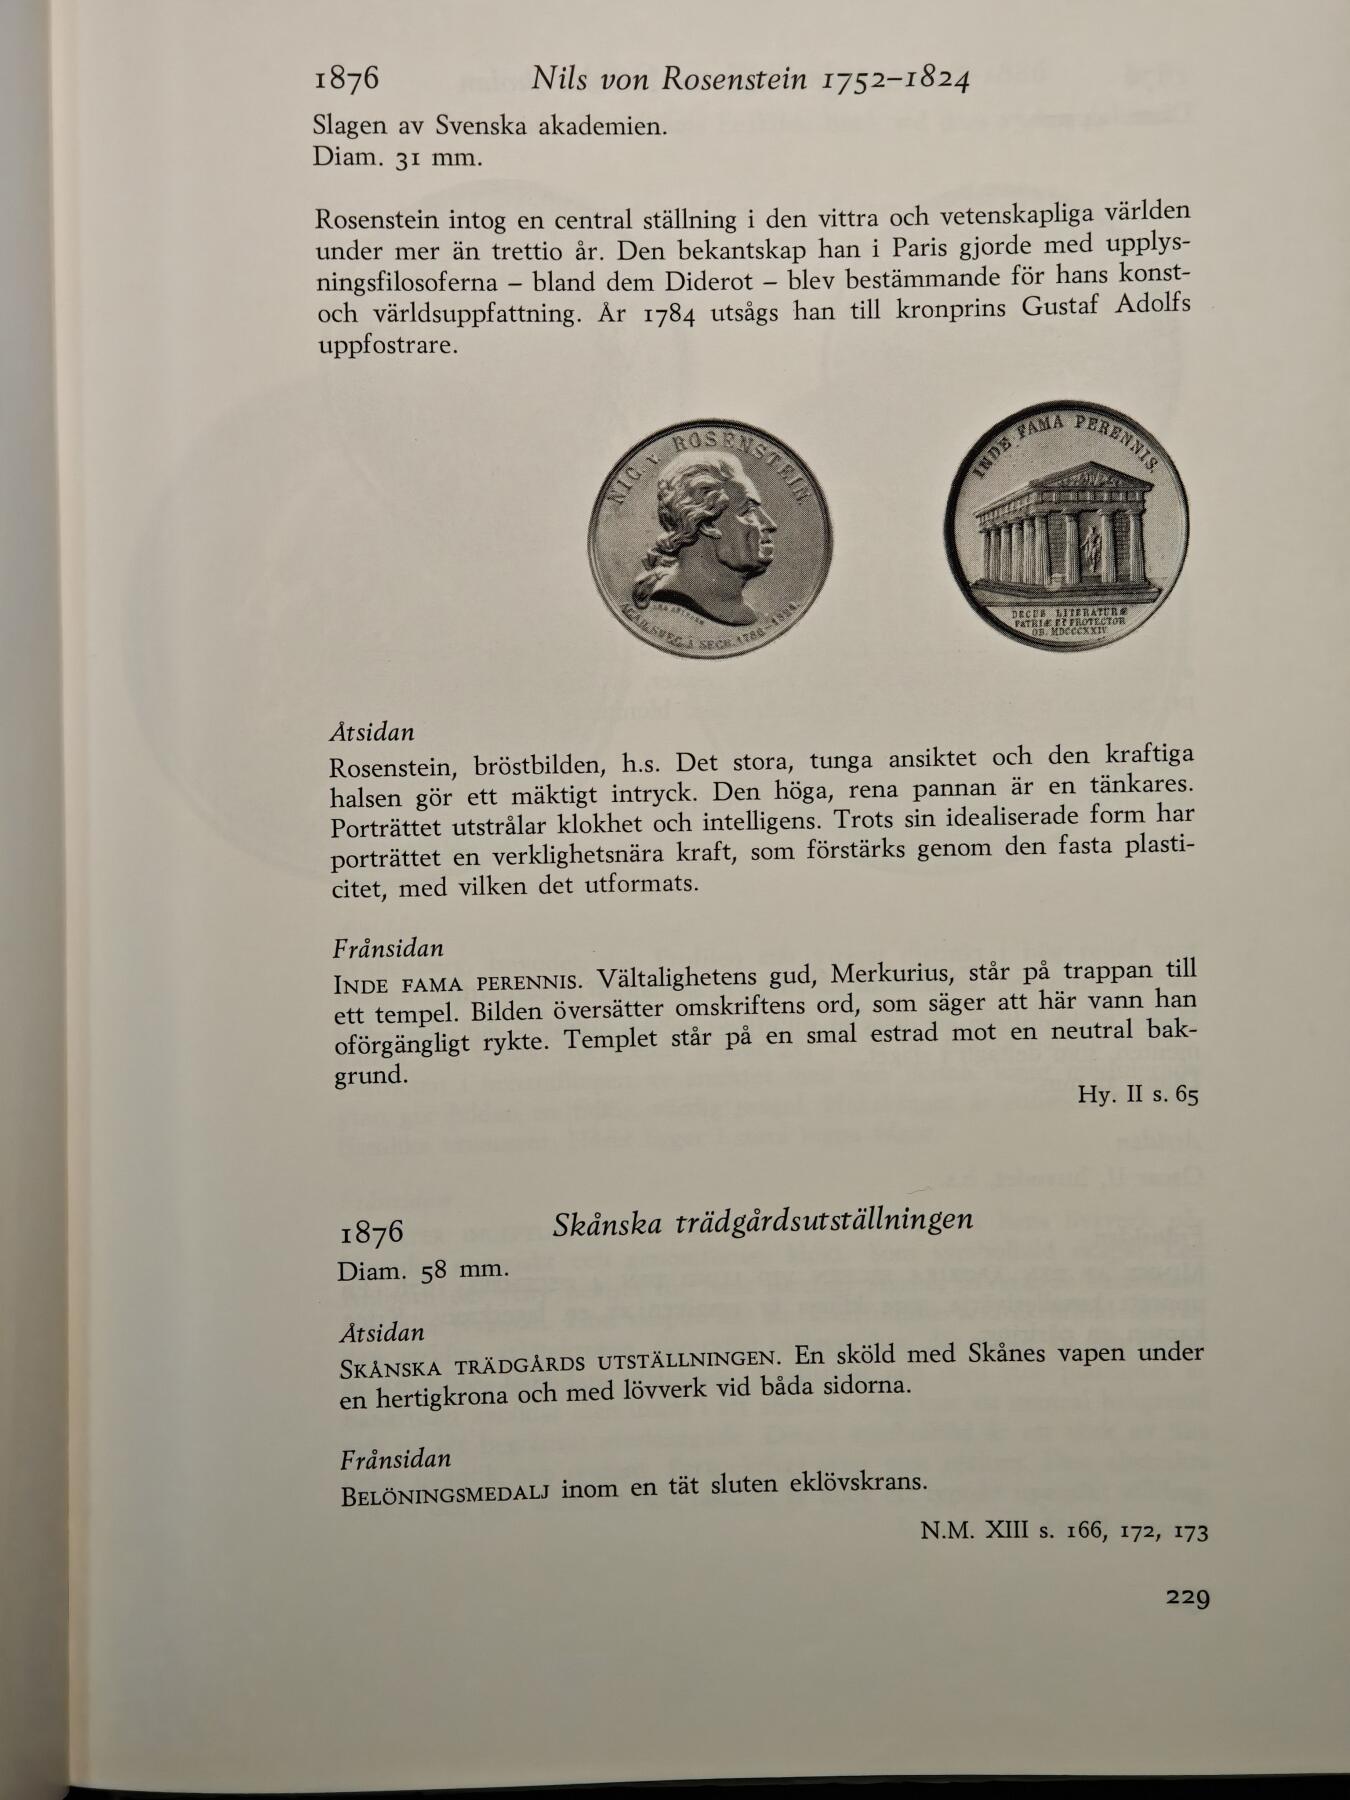 1876 Nils von Rosenstein 1752–1824
Slagen av Svenska akademien.
Diam. 31 mm.
Rosenstein intog en central ställning i den vittra och vetenskapliga världen
under mer än trettio år. Den bekantskap han i Paris gjorde med upplys-
ningsfilosoferna – bland dem Diderot – blev bestämmande för hans konst-
och världsuppfattning. År 1784 utsågs han till kronprins Gustaf Adolfs
uppfostrare.
NIC. V. ROSENSTEIN.
INDE FAMA PERENNIS.
DECUS LITERATURÆ
PATRIÆ ET PROTECTOR
OB. MDCCCXXIV
Åtsidan
Rosenstein, bröstbilden, h.s. Det stora, tunga ansiktet och den kraftiga
halsen gör ett mäktigt intryck. Den höga, rena pannan är en tänkares.
Porträttet utstrålar klokhet och intelligens. Trots sin idealiserade form har
porträttet en verklighetsnära kraft, som förstärks genom den fasta plasti-
citet, med vilken det utformats.
Frånsidan
INDE FAMA PERENNIS. Vältalighetens gud, Merkurius, står på trappan till
ett tempel. Bilden översätter omskriftens ord, som säger att här vann han
oförgängligt rykte. Templet står på en smal estrad mot en neutral bak-
grund.
Hy. II s. 65
1876 Skånska trädgårdsutställningen
Diam. 58 mm.
Åtsidan
SKÅNSKA TRÄDGÅRDS UTSTÄLLNINGEN. En sköld med Skånes vapen under
en hertigkrona och med lövverk vid båda sidorna.
Frånsidan
BELÖNINGSMEDALJ inom en tät sluten eklövskrans.
N.M. XIII s. 166, 172, 173
229